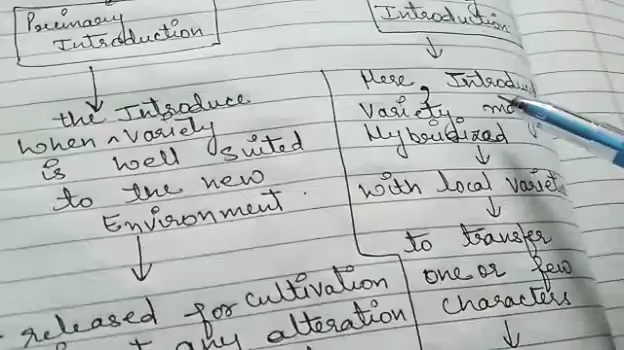 Primary
Introduction
the Introduce
when ^ variety
is well suited
to the new
Environment.
released for cultivation
any alteration
Introduction
Here, Introdu
Variety
Hybridized
with local
to transfer
one or few
characters